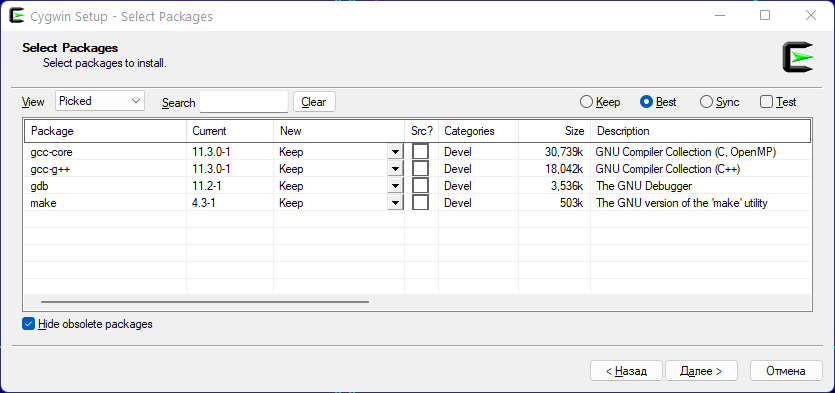 Cygwin Setup - Select Packages
Select Packages
Select packages to install.
View Picked Search Clear Keep Best Sync Test
Package Current New Src? Categories Size Description
gcc-core 11.3.0-1 Keep Devel 30,739k GNU Compiler Collection (C, OpenMP)
gcc-g++ 11.3.0-1 Keep Devel 18,042k GNU Compiler Collection (C++)
gdb 11.2-1 Keep Devel 3,536k The GNU Debugger
make 4.3-1 Keep Devel 503k The GNU version of the 'make' utility
Hide obsolete packages
< Назад Далее > Отмена